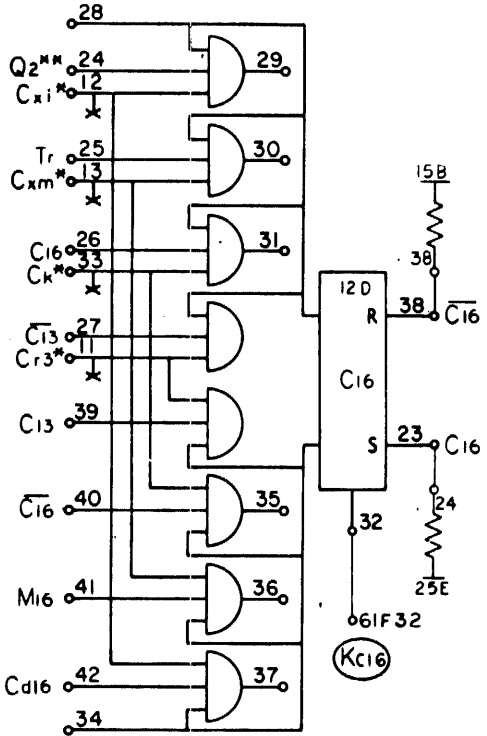 28
Q2** 24 29
Cxi* 12
Tr 25 30
Cxm* 13
15B
C16 26 31
Ck* 33
38
12D
R 38 C̅1̅6̅
C̅1̅3̅ 27
Cr3* 11
C16
C13 39
S 23 C16
24
C̅1̅6̅ 40 35
32
25E
M16 41 36
61F32
KC16
Cd16 42 37
34